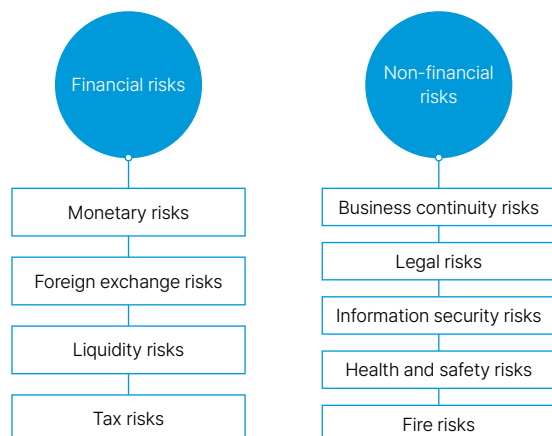 Financial risks
Monetary risks
Foreign exchange risks
Liquidity risks
Tax risks
Non-financial
risks
Business continuity risks
Legal risks
Information security risks
Health and safety risks
Fire risks